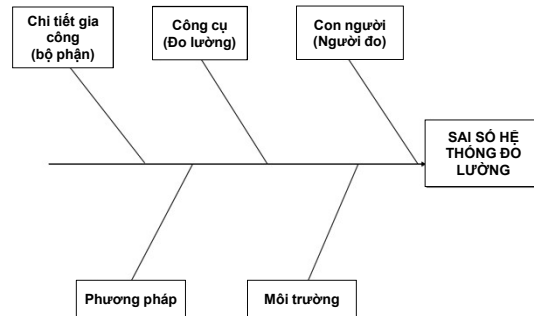 Chi tiết gia
công
(bộ phận)
Công cụ
(Đo lường)
Con người
(Người đo)
SAI SỐ HỆ
THỐNG ĐO
LƯỜNG
Phương pháp
Môi trường